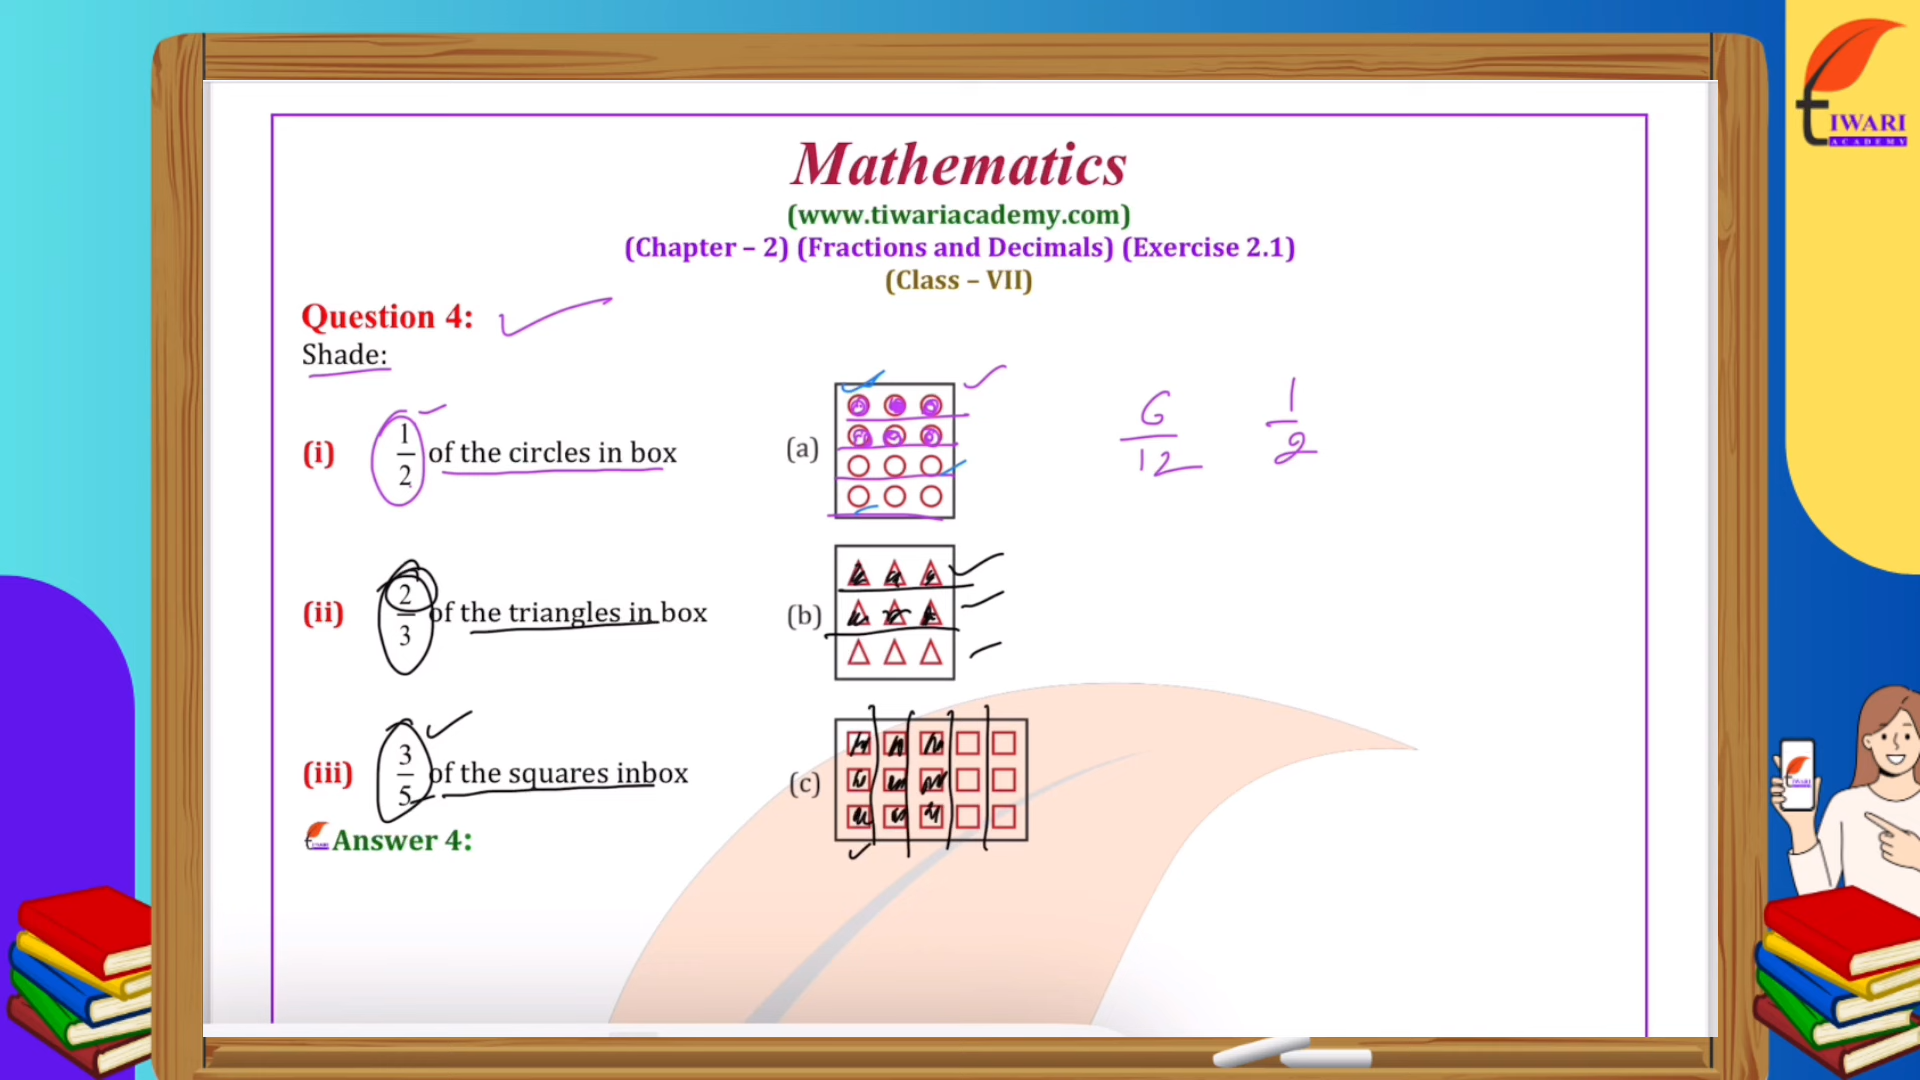 tIWARI
ACADEMY
Mathematics
(www.tiwariacademy.com)
(Chapter – 2) (Fractions and Decimals) (Exercise 2.1)
(Class – VII)
Question 4:
Shade:
(i) 1/2 of the circles in box (a)
6/12 1/2
(ii) 2/3 of the triangles in box (b)
(iii) 3/5 of the squares inbox (c)
Answer 4: